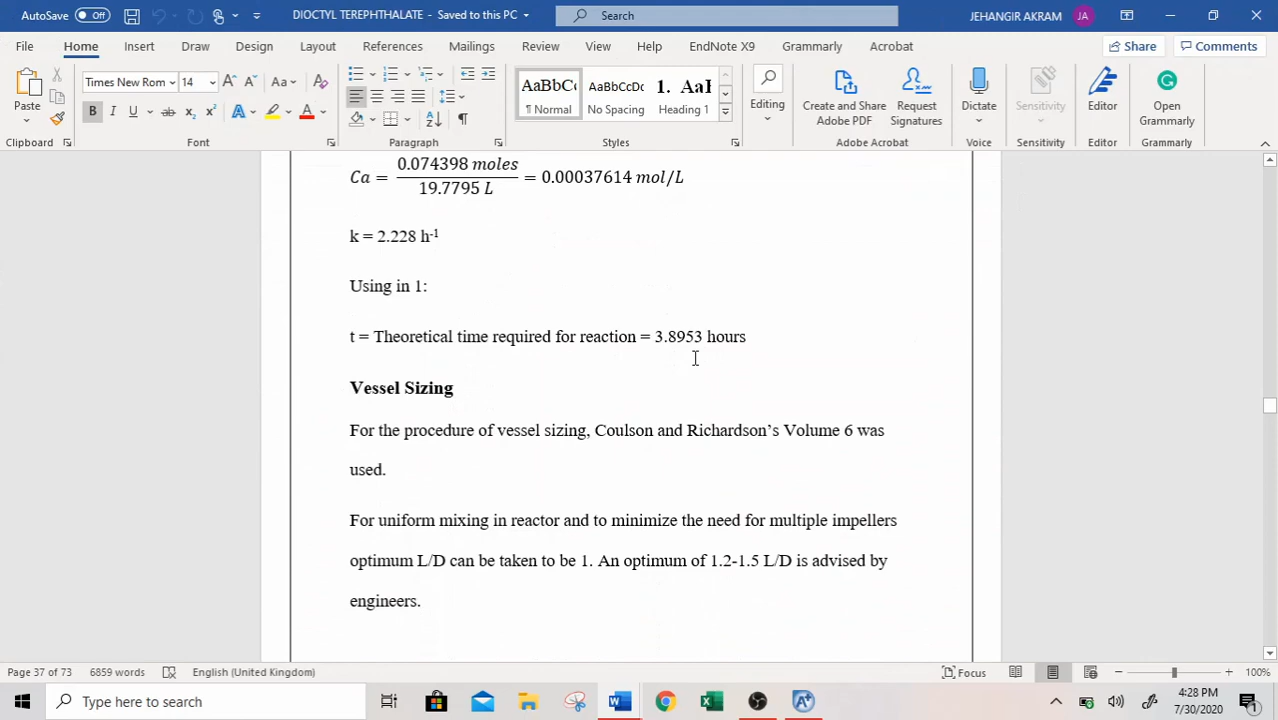 AutoSave Off DIOCTYL TEREPHTHALATE - Saved to this PC Search JEHANGIR AKRAM JA
File Home Insert Draw Design Layout References Mailings Review View Help EndNote X9 Grammarly Acrobat Share Comments
Times New Rom 14 Aa
Paste
B I U ab x₂ x² A A
AaBbCc AaBbCcDc 1. AaI
¶ Normal No Spacing Heading 1
Editing
Create and Share Adobe PDF
Request Signatures
Dictate
Sensitivity
Editor
Open Grammarly
Clipboard Font Paragraph Styles Adobe Acrobat Voice Sensitivity Editor Grammarly
Ca = 0.074398 moles / 19.7795 L = 0.00037614 mol/L
k = 2.228 h-1
Using in 1:
t = Theoretical time required for reaction = 3.8953 hours
Vessel Sizing
For the procedure of vessel sizing, Coulson and Richardson’s Volume 6 was
used.
For uniform mixing in reactor and to minimize the need for multiple impellers
optimum L/D can be taken to be 1. An optimum of 1.2-1.5 L/D is advised by
engineers.
Page 37 of 73 6859 words English (United Kingdom) Focus 100%
Type here to search
4:28 PM
7/30/2020